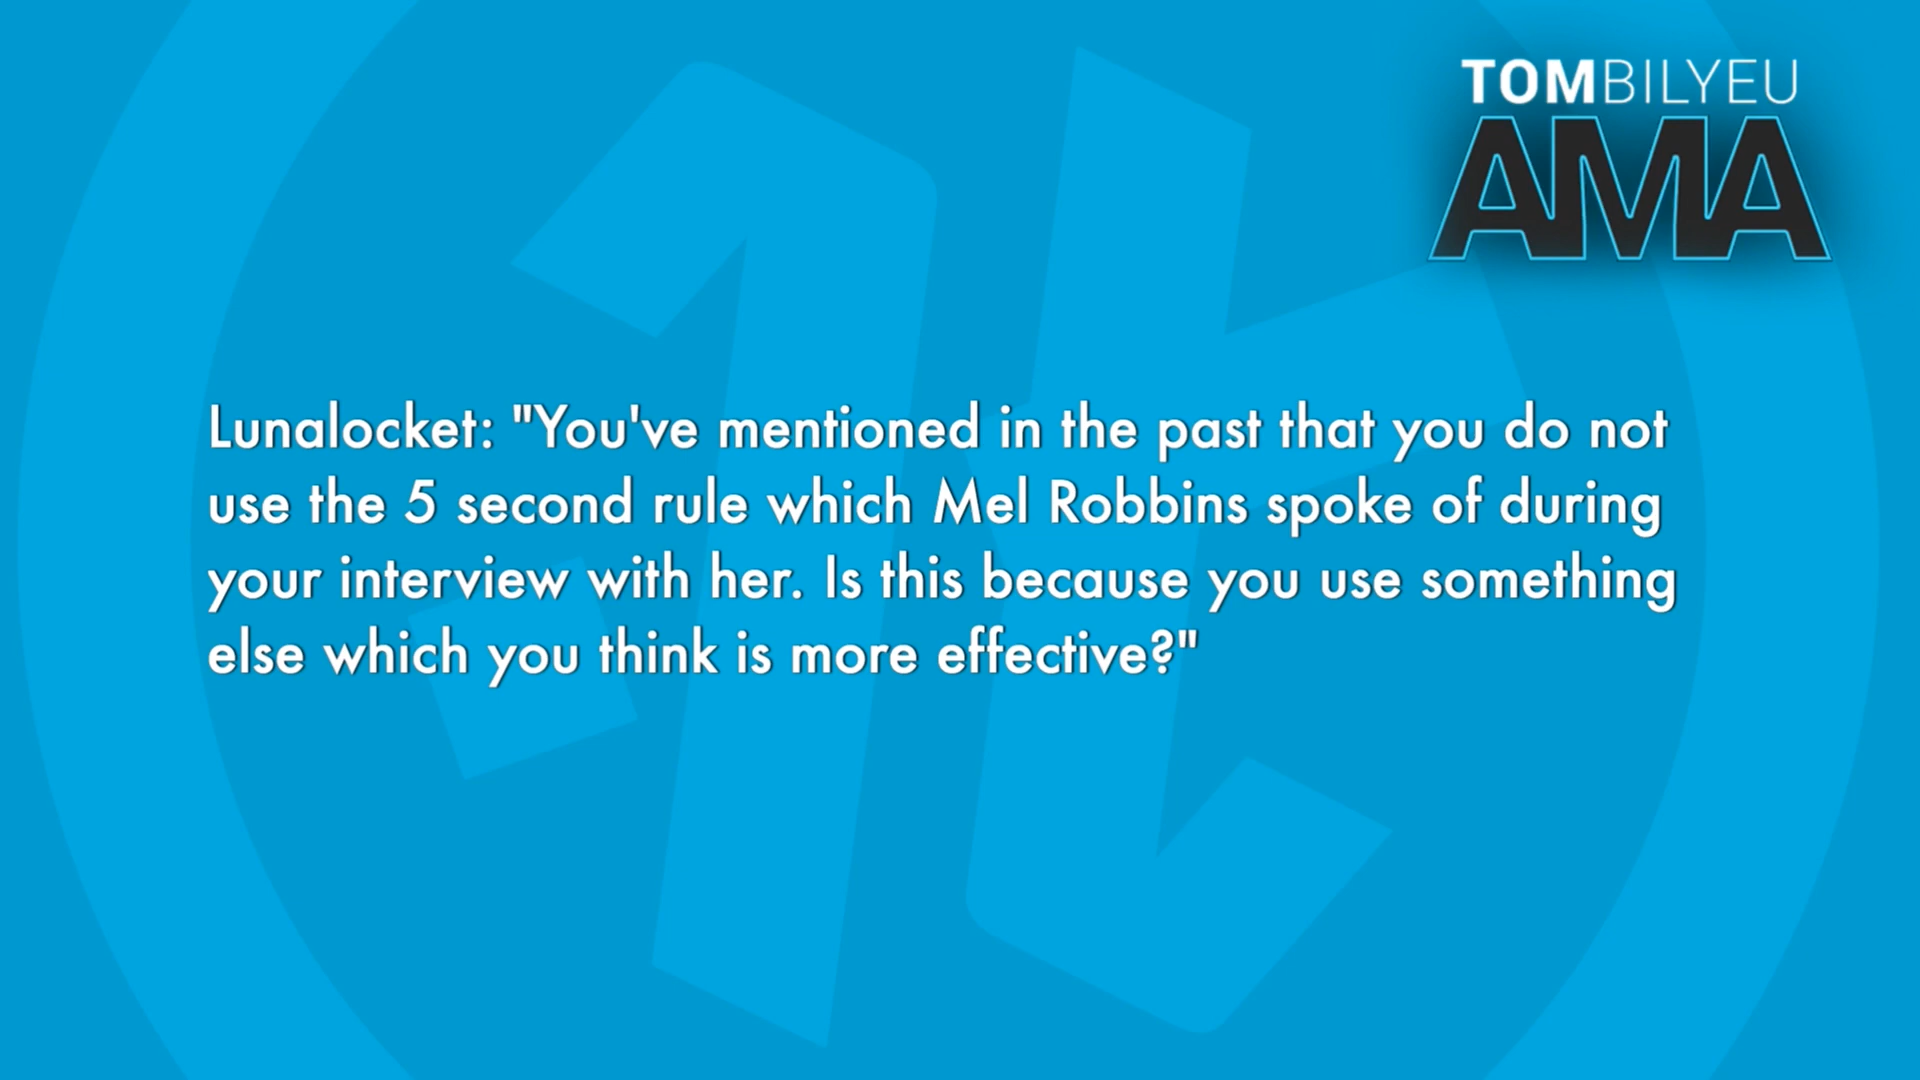 TOMBILYEU
AMA
Lunalocket: "You've mentioned in the past that you do not
use the 5 second rule which Mel Robbins spoke of during
your interview with her. Is this because you use something
else which you think is more effective?"